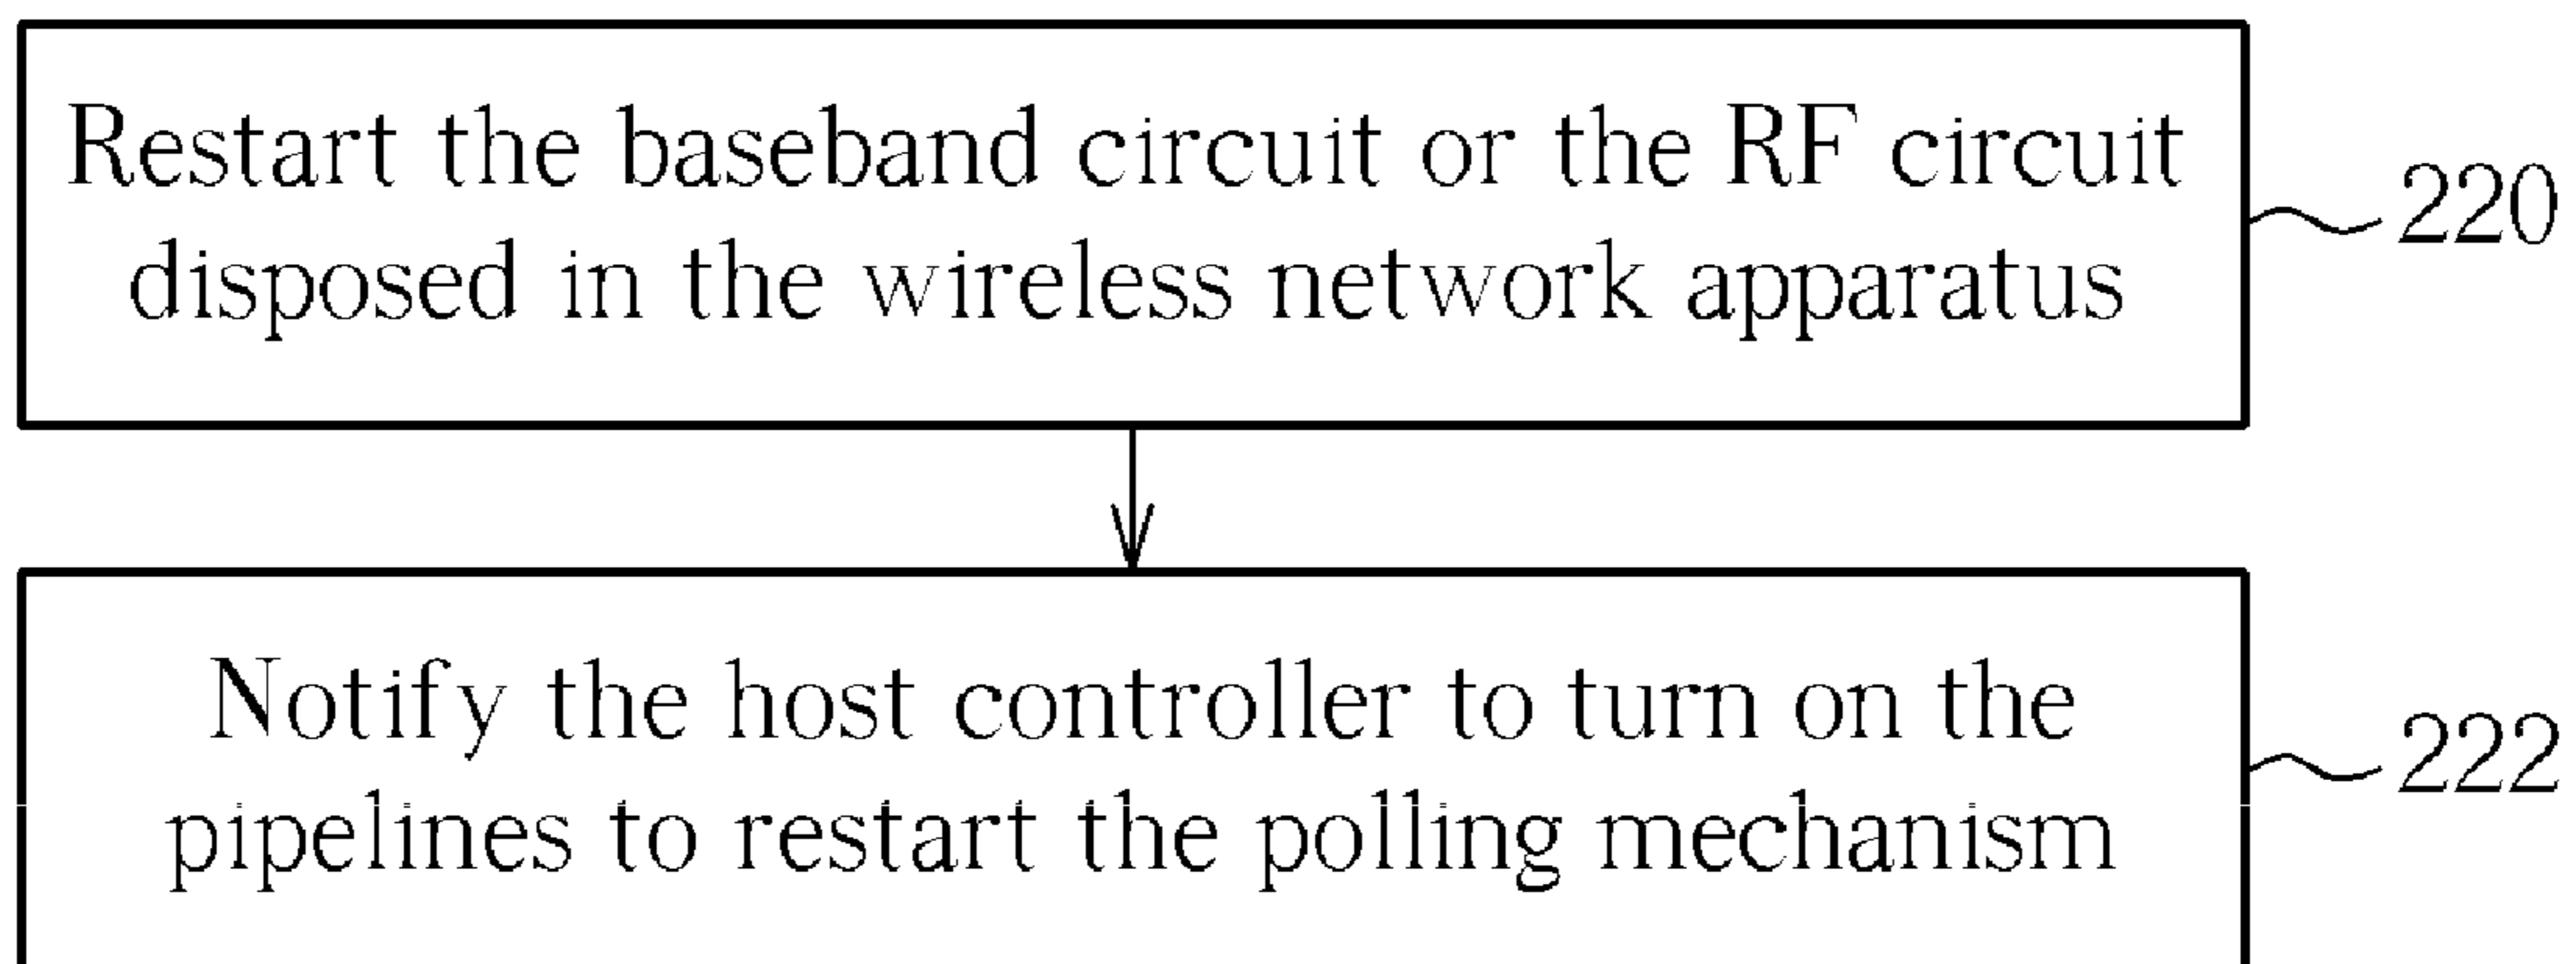 Restart the baseband circuit or the RF circuit
disposed in the wireless network apparatus
220
Notify the host controller to turn on the
pipelines to restart the polling mechanism
222